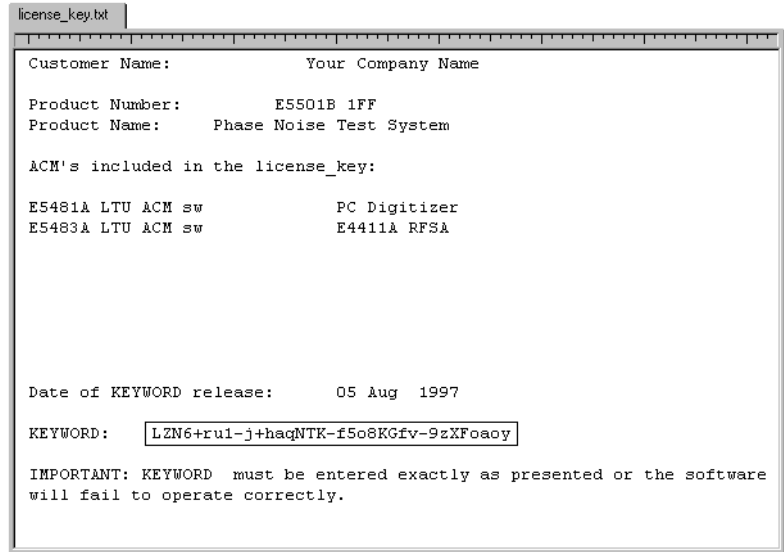 license_key.txt
Customer Name: Your Company Name
Product Number: E5501B 1FF
Product Name: Phase Noise Test System
ACM's included in the license_key:
E5481A LTU ACM sw PC Digitizer
E5483A LTU ACM sw E4411A RFSA
Date of KEYWORD release: 05 Aug 1997
KEYWORD: LZN6+ru1-j+haqNTK-f5o8KGfv-9zXFoaoy
IMPORTANT: KEYWORD must be entered exactly as presented or the software
will fail to operate correctly.